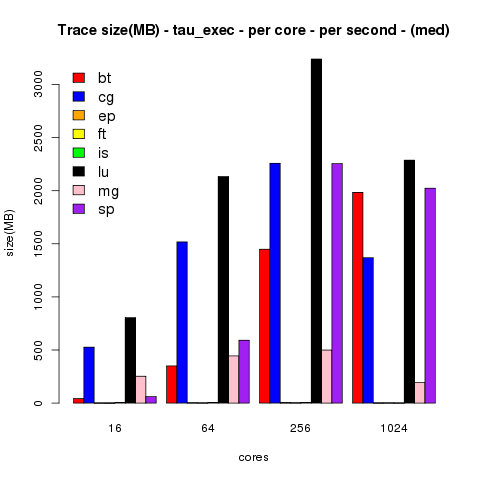 Trace size(MB) - tau_exec - per core - per second - (med)
size(MB)
3000
2500
2000
1500
1000
500
0
bt
cg
ep
ft
is
lu
mg
sp
16 64 256 1024
cores